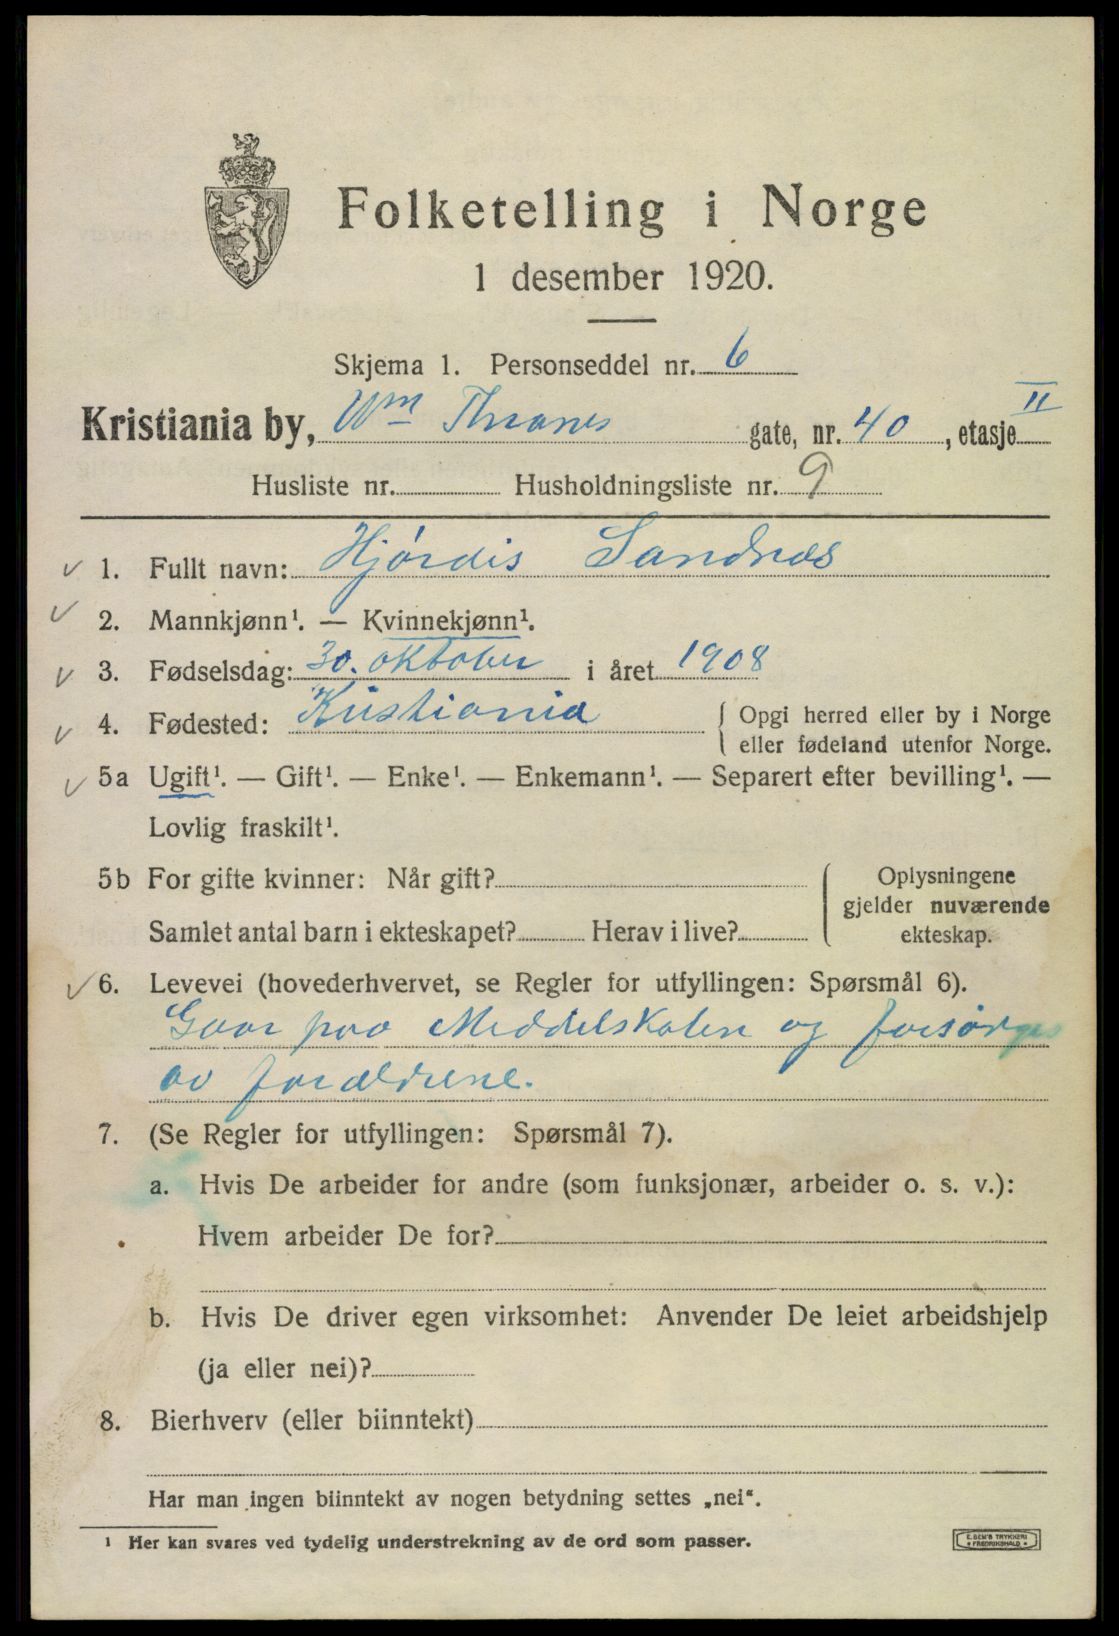 Folketelling i Norge
1 desember 1920.
Skjema 1. Personseddel nr. 6
Kristiania by, Wm Thranes gate, nr. 40, etasje II
Husliste nr. Husholdningsliste nr. 9
1. Fullt navn: Hjórdis Sandnæs
2. Mannkjønn¹. — Kvinnekjønn¹.
3. Fødselsdag: 30. oktober i året 1908
4. Fødested: Kristiania { Opgi herred eller by i Norge
eller fødeland utenfor Norge.
5a Ugift¹. — Gift¹. — Enke¹. — Enkemann¹. — Separert efter bevilling¹. —
Lovlig fraskilt¹.
5b For gifte kvinner: Når gift? { Oplysningene
gjelder nuværende
Samlet antal barn i ekteskapet? Herav i live? ekteskap.
6. Levevei (hovederhvervet, se Regler for utfyllingen: Spørsmål 6).
Gaar paa Meddelskolen og forsørges
av forældrene.
7. (Se Regler for utfyllingen: Spørsmål 7).
a. Hvis De arbeider for andre (som funksjonær, arbeider o. s. v.):
Hvem arbeider De for?
b. Hvis De driver egen virksomhet: Anvender De leiet arbeidshjelp
(ja eller nei)?
8. Bierhverv (eller biinntekt)
Har man ingen biinntekt av nogen betydning settes „nei“.
¹ Her kan svares ved tydelig understrekning av de ord som passer.
E. SEM'S TRYKKERI
* FREDRIKSHALD *